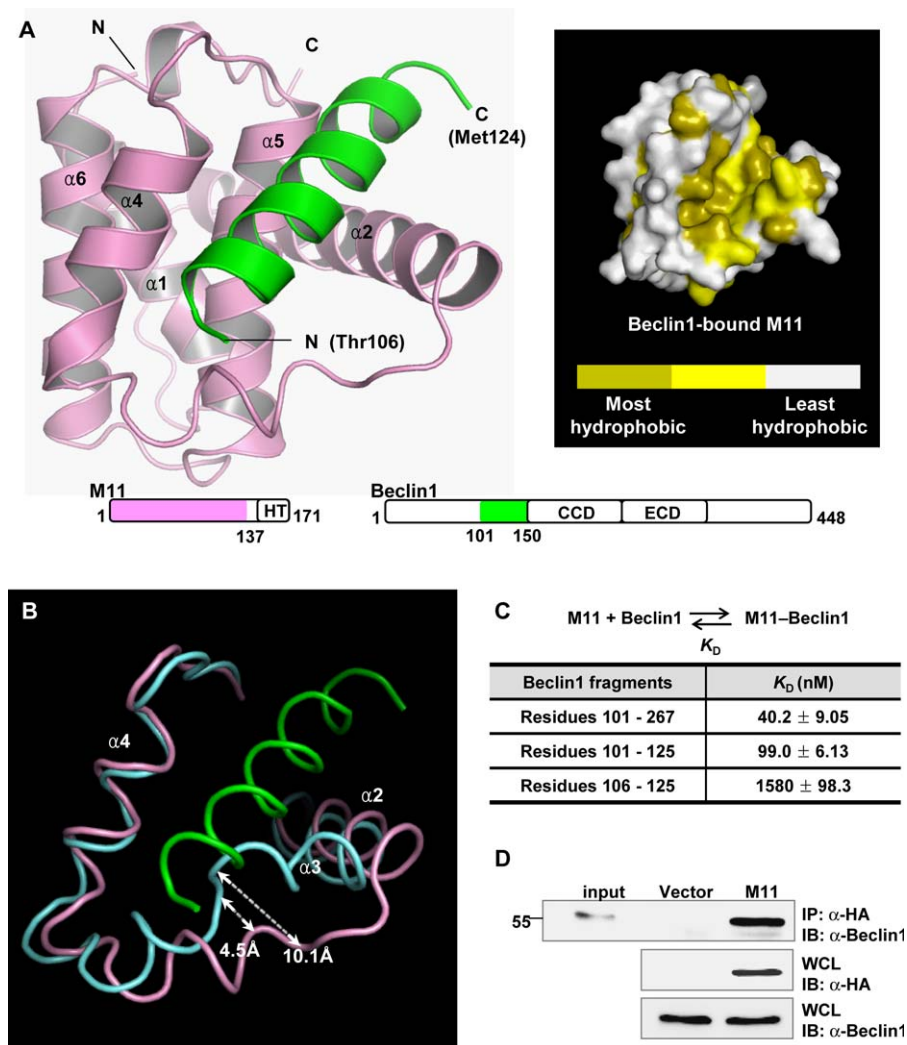 A
N
C
C
(Met124)
α5
α6
α4
α2
α1
N (Thr106)
Beclin1-bound M11
Most hydrophobic
Least hydrophobic
M11
1
HT
171
137
Beclin1
1
CCD
ECD
448
101
150
B
α4
α2
α3
4.5Å
10.1Å
C
M11 + Beclin1 ⇌ M11–Beclin1
KD
Beclin1 fragments KD (nM)
Residues 101 - 267 40.2 ± 9.05
Residues 101 - 125 99.0 ± 6.13
Residues 106 - 125 1580 ± 98.3
D
input Vector M11
55
IP: α-HA
IB: α-Beclin1
WCL
IB: α-HA
WCL
IB: α-Beclin1